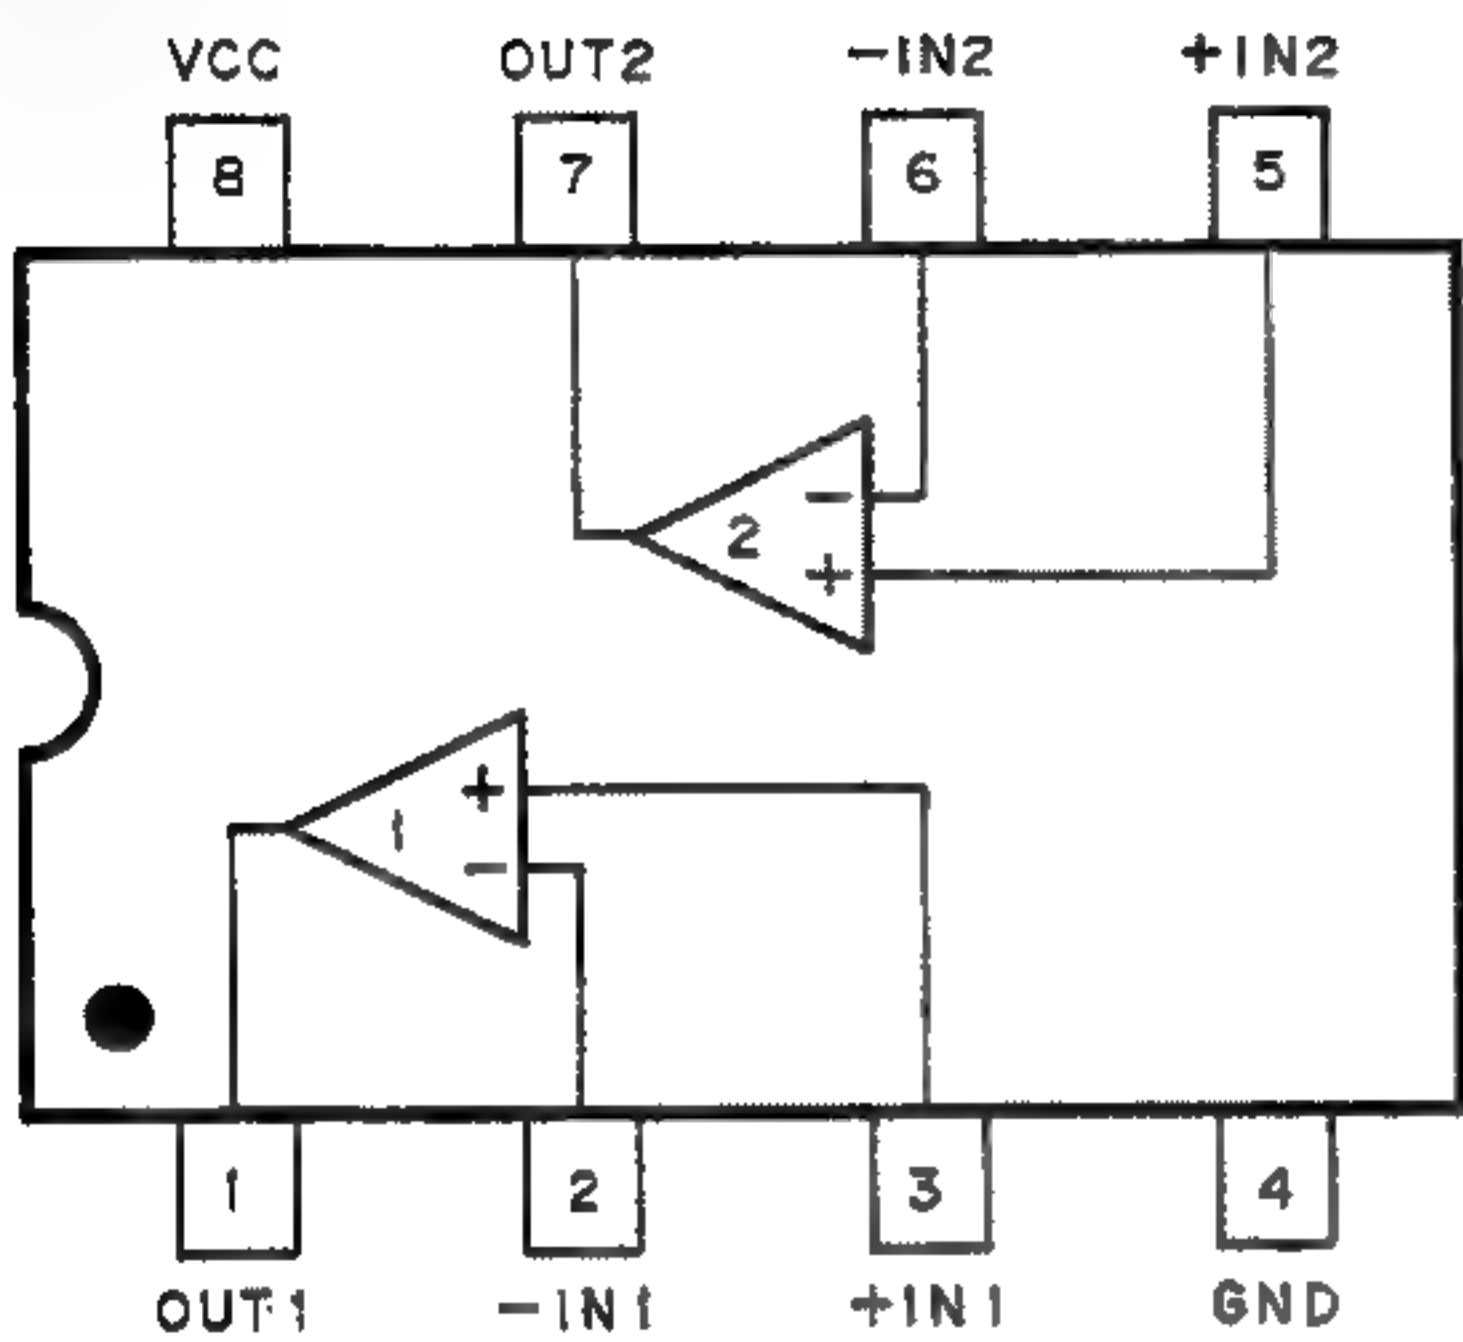 VCC OUT2 -IN2 +IN2
8 7 6 5
-
2
+
+
1
-
1 2 3 4
OUT1 -IN1 +IN1 GND